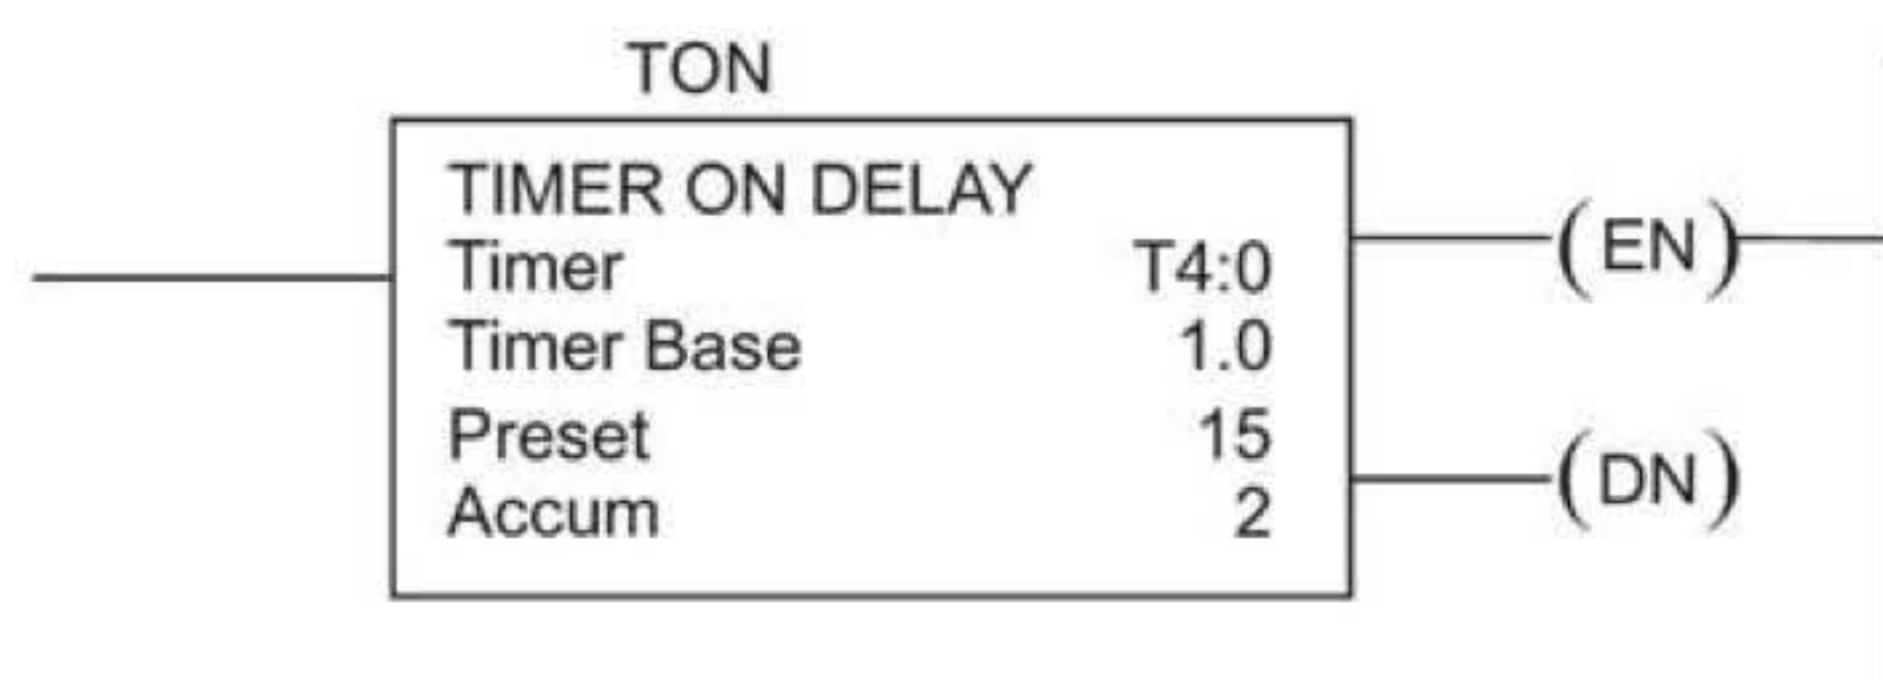 TON
TIMER ON DELAY
Timer T4:0
Timer Base 1.0
Preset 15
Accum 2
(EN)
(DN)